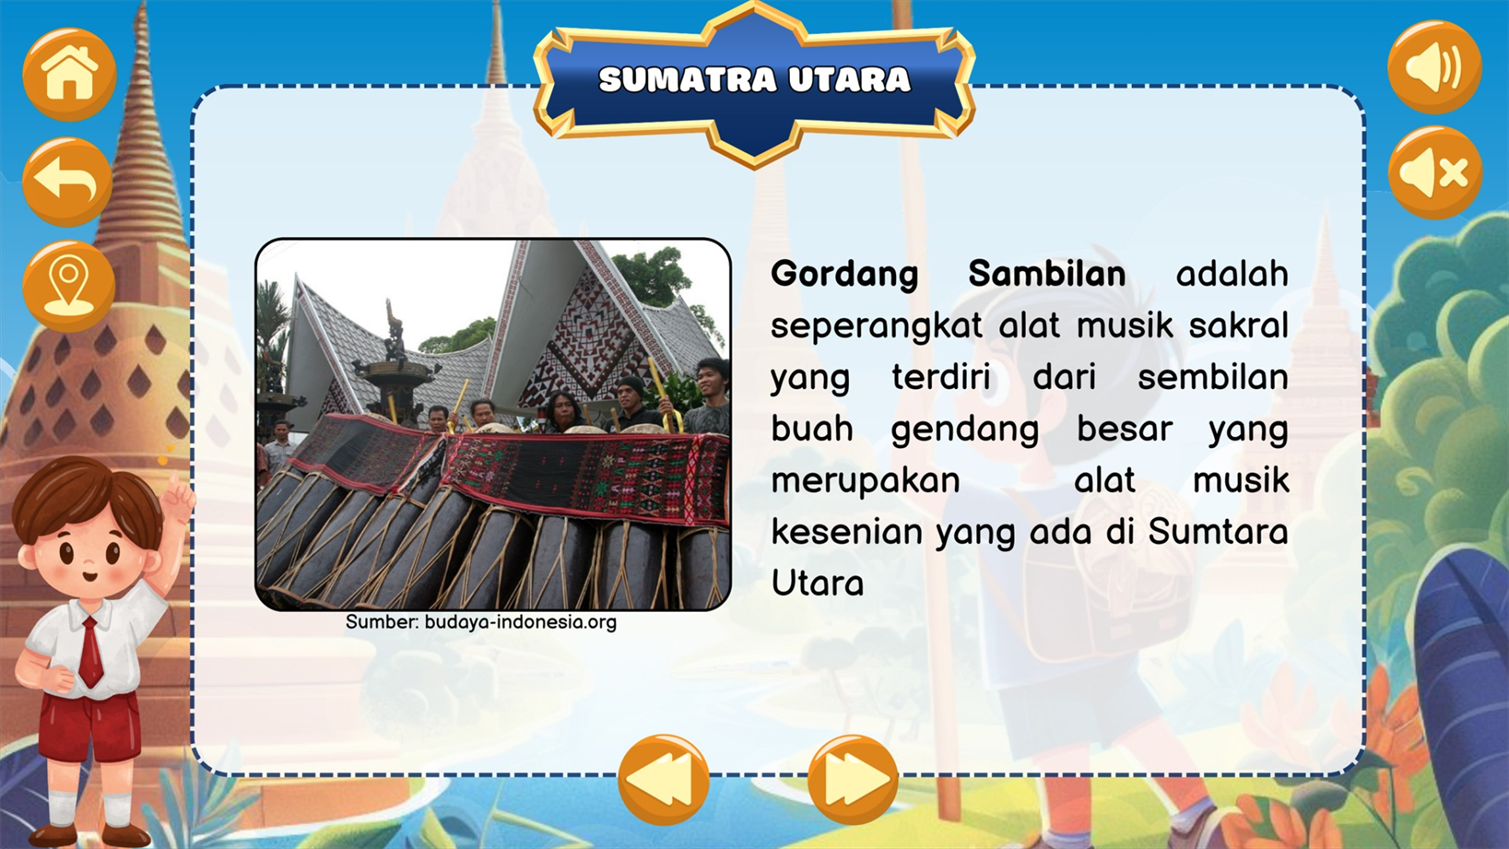 SUMATRA UTARA
Gordang Sambilan adalah
seperangkat alat musik sakral
yang terdiri dari sembilan
buah gendang besar yang
merupakan alat musik
kesenian yang ada di Sumtara
Utara
Sumber: budaya-indonesia.org